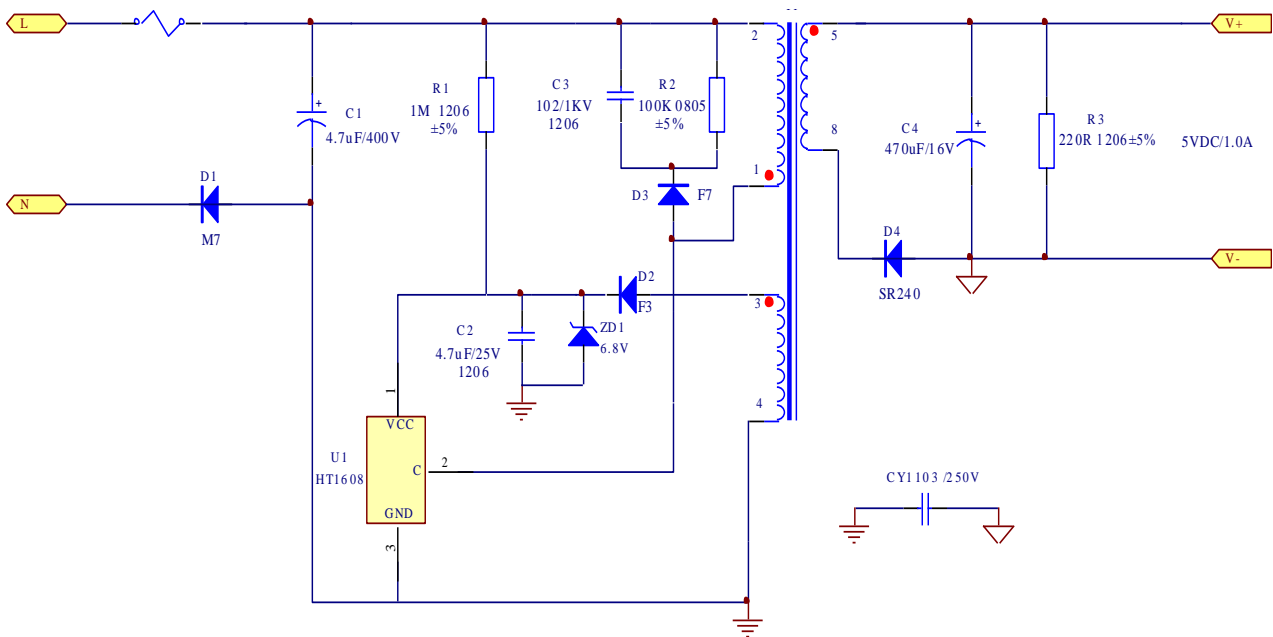 L
2
5
V+
R1
1M 1206
±5%
C3
102/1KV
1206
R2
100K 0805
±5%
C1
4.7uF/400V
C4
470uF/16V
8
R3
220R 1206±5%
5VDC/1.0A
D1
N
M7
1
D3
F7
D4
SR240
V-
D2
F3
3
C2
4.7uF/25V
1206
ZD1
6.8V
1
4
VCC
U1
HT1608
C
2
GND
3
CY1103 /250V